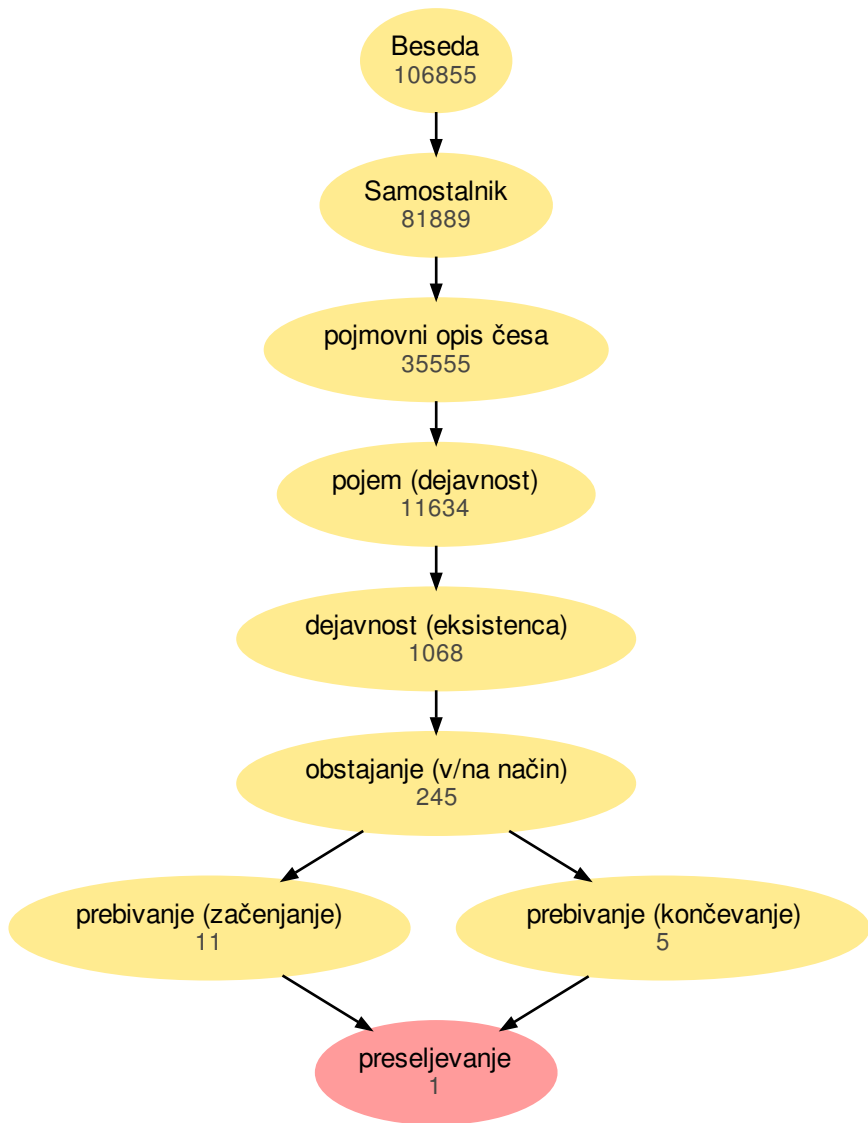 Beseda
106855
Samostalnik
81889
pojmovni opis česa
35555
pojem (dejavnost)
11634
dejavnost (eksistenca)
1068
obstajanje (v/na način)
245
prebivanje (začenjanje)
11
prebivanje (končevanje)
5
preseljevanje
1